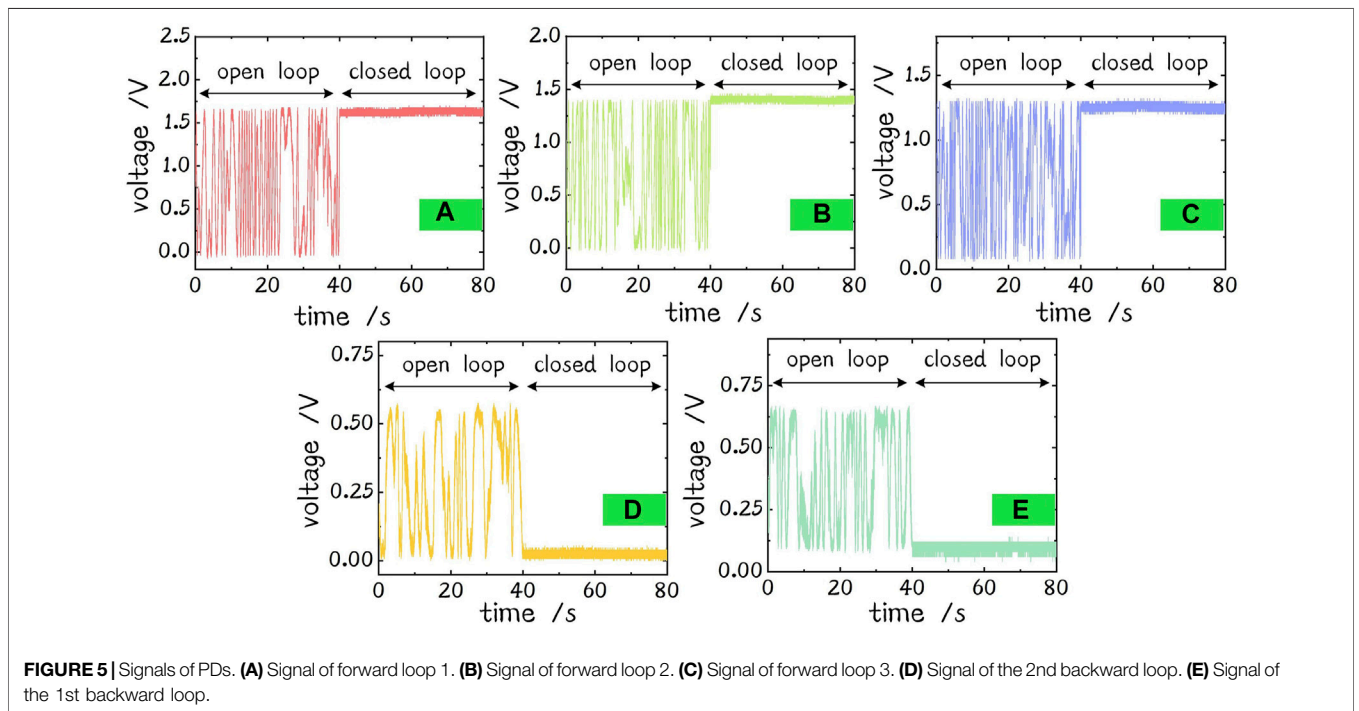 2.5
2.0
1.5
1.0
0.5
0.0
voltage /V
open loop
closed loop
A
0
20
40
60
80
time /s
2.0
1.5
1.0
0.5
0.0
voltage /V
open loop
closed loop
B
0
20
40
60
80
time /s
1.5
1.0
0.5
0.0
voltage /V
open loop
closed loop
C
0
20
40
60
80
time /s
0.75
0.50
0.25
0.00
voltage /V
open loop
closed loop
D
0
20
40
60
80
time /s
0.75
0.50
0.25
0.00
voltage /V
open loop
closed loop
E
0
20
40
60
80
time /s
FIGURE 5 | Signals of PDs. (A) Signal of forward loop 1. (B) Signal of forward loop 2. (C) Signal of forward loop 3. (D) Signal of the 2nd backward loop. (E) Signal of
the 1st backward loop.